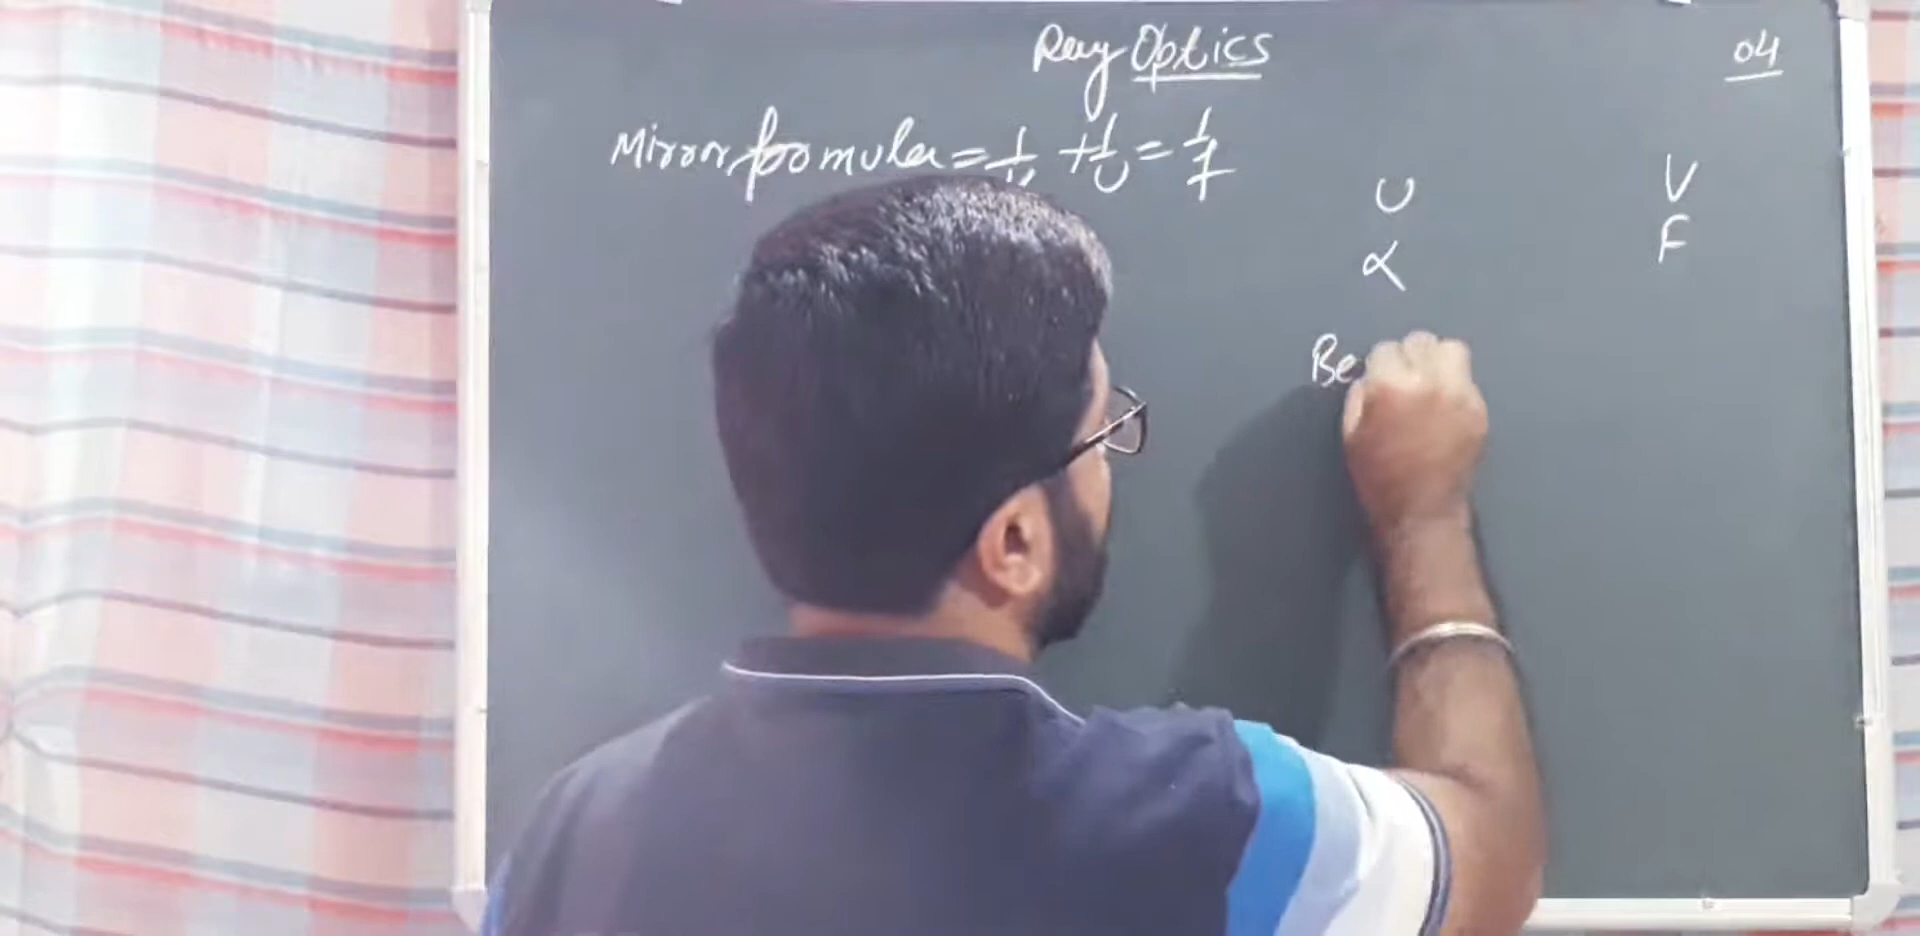 Ray Optics
04
Mirror formula = 1/v + 1/U = 1/f
U V
∝ F
Be